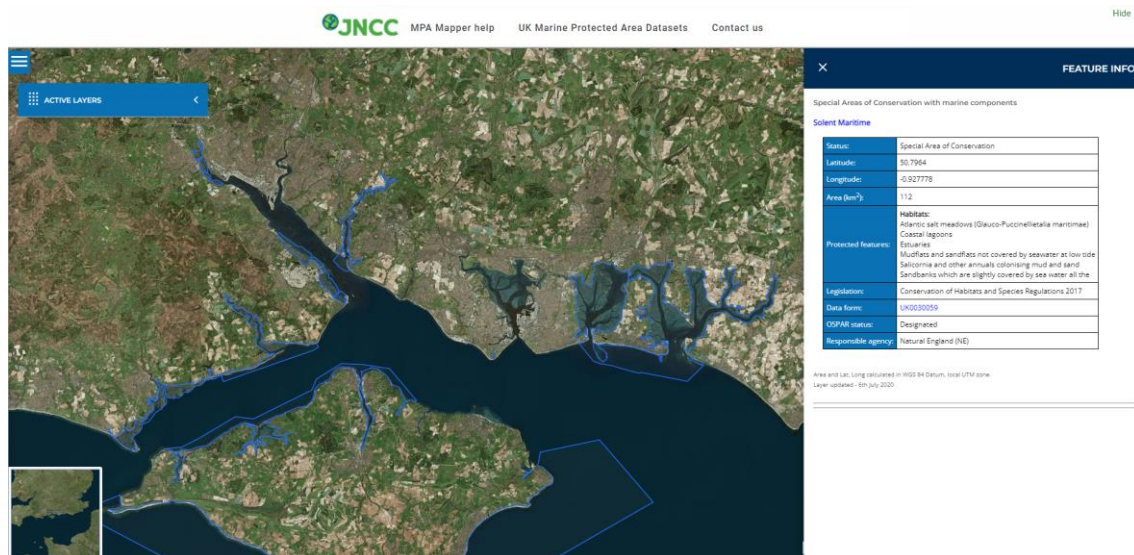 Hide
JNCC MPA Mapper help UK Marine Protected Area Datasets Contact us
ACTIVE LAYERS
FEATURE INFO
Special Areas of Conservation with marine components
Solent Maritime
Status: Special Area of Conservation
Latitude: 50.7964
Longitude: -0.927778
Area (km²): 112
Protected features: Habitats:
Atlantic salt meadows (Glauco-Puccinellietalia maritimae)
Coastal lagoons
Estuaries
Mudflats and sandflats not covered by seawater at low tide
Salicornia and other annuals colonising mud and sand
Sandbanks which are slightly covered by sea water all the
Legislation: Conservation of Habitats and Species Regulations 2017
Data form: UK0030059
OSPAR status: Designated
Responsible agency: Natural England (NE)
Area and Lat, Long calculated in WGS 84 Datum, local UTM zone.
Layer updated - 6th July 2020